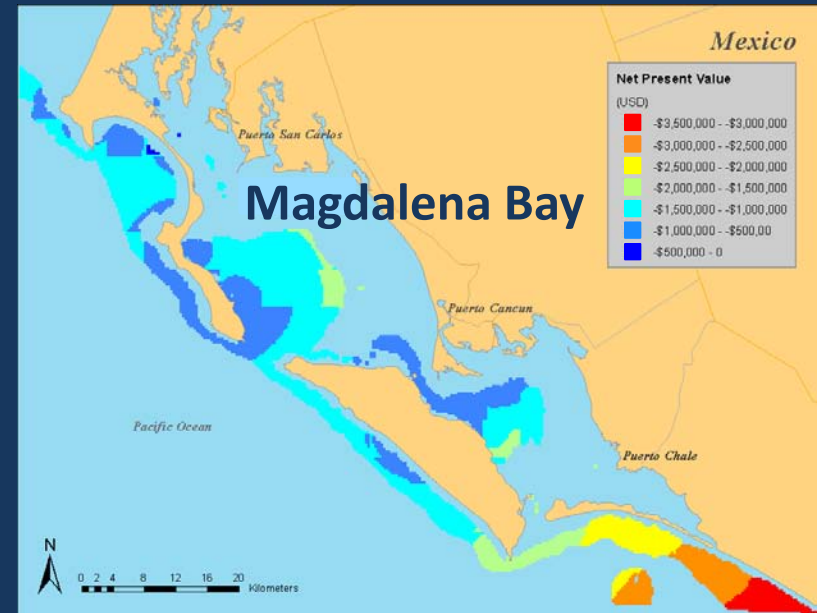 Mexico
Net Present Value
(USD)
-$3,500,000 - -$3,000,000
-$3,000,000 - -$2,500,000
-$2,500,000 - -$2,000,000
-$2,000,000 - -$1,500,000
-$1,500,000 - -$1,000,000
-$1,000,000 - -$500,00
-$500,000 - 0
Puerto San Carlos
Magdalena Bay
Puerto Cancun
Pacific Ocean
Puerto Chale
N
0 2 4 8 12 16 20
Kilometers